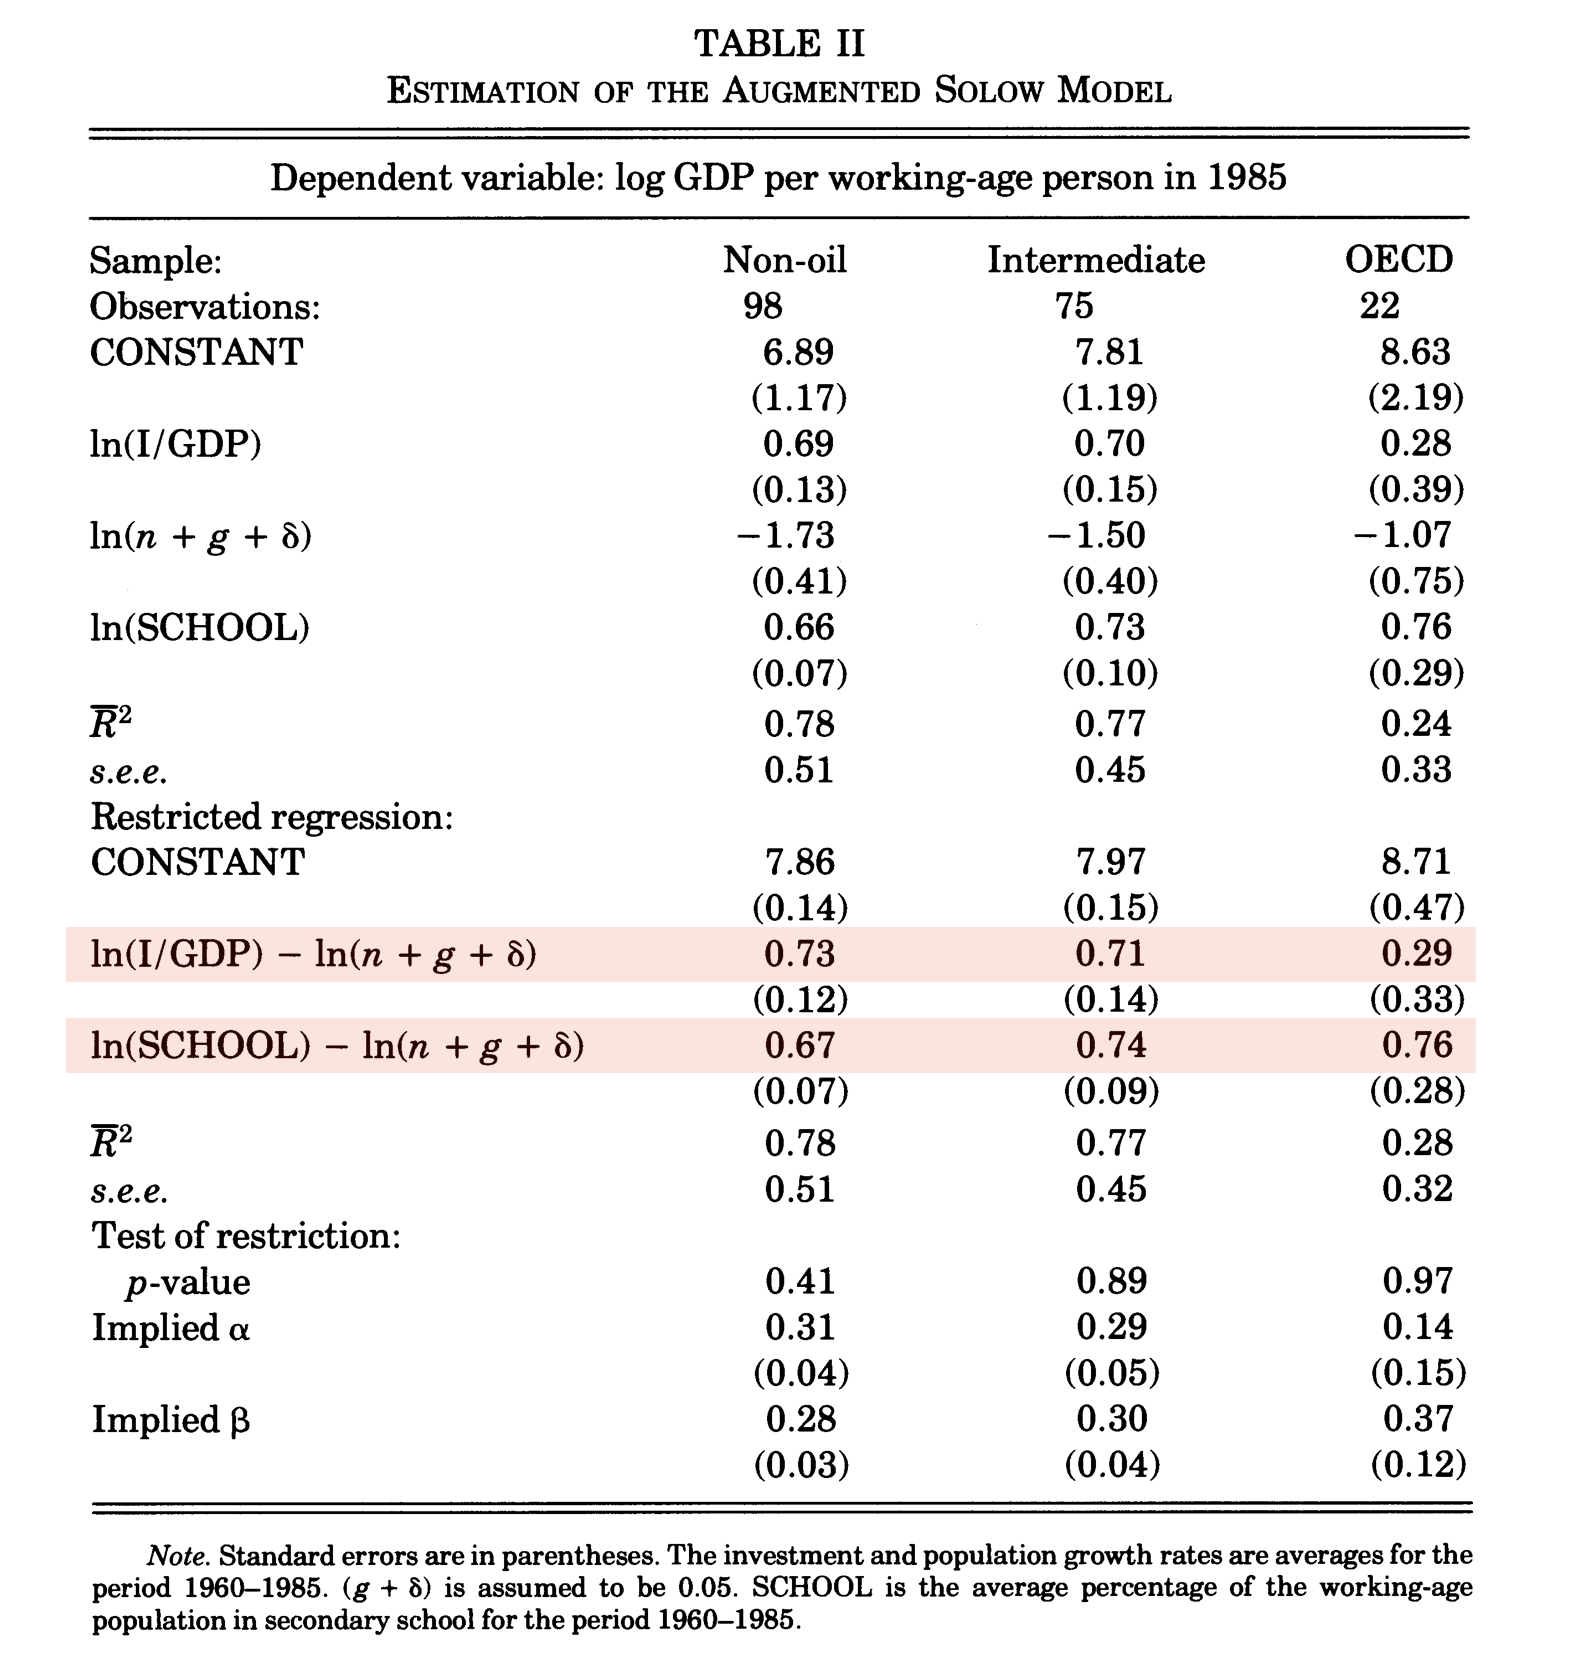 TABLE II
ESTIMATION OF THE AUGMENTED SOLOW MODEL
Dependent variable: log GDP per working-age person in 1985
Sample: Non-oil Intermediate OECD
Observations: 98 75 22
CONSTANT 6.89 7.81 8.63
(1.17) (1.19) (2.19)
ln(I/GDP) 0.69 0.70 0.28
(0.13) (0.15) (0.39)
ln(n + g + δ) −1.73 −1.50 −1.07
(0.41) (0.40) (0.75)
ln(SCHOOL) 0.66 0.73 0.76
(0.07) (0.10) (0.29)
R̅² 0.78 0.77 0.24
s.e.e. 0.51 0.45 0.33
Restricted regression:
CONSTANT 7.86 7.97 8.71
(0.14) (0.15) (0.47)
ln(I/GDP) − ln(n + g + δ) 0.73 0.71 0.29
(0.12) (0.14) (0.33)
ln(SCHOOL) − ln(n + g + δ) 0.67 0.74 0.76
(0.07) (0.09) (0.28)
R̅² 0.78 0.77 0.28
s.e.e. 0.51 0.45 0.32
Test of restriction:
p-value 0.41 0.89 0.97
Implied α 0.31 0.29 0.14
(0.04) (0.05) (0.15)
Implied β 0.28 0.30 0.37
(0.03) (0.04) (0.12)
Note. Standard errors are in parentheses. The investment and population growth rates are averages for the
period 1960–1985. (g + δ) is assumed to be 0.05. SCHOOL is the average percentage of the working-age
population in secondary school for the period 1960–1985.